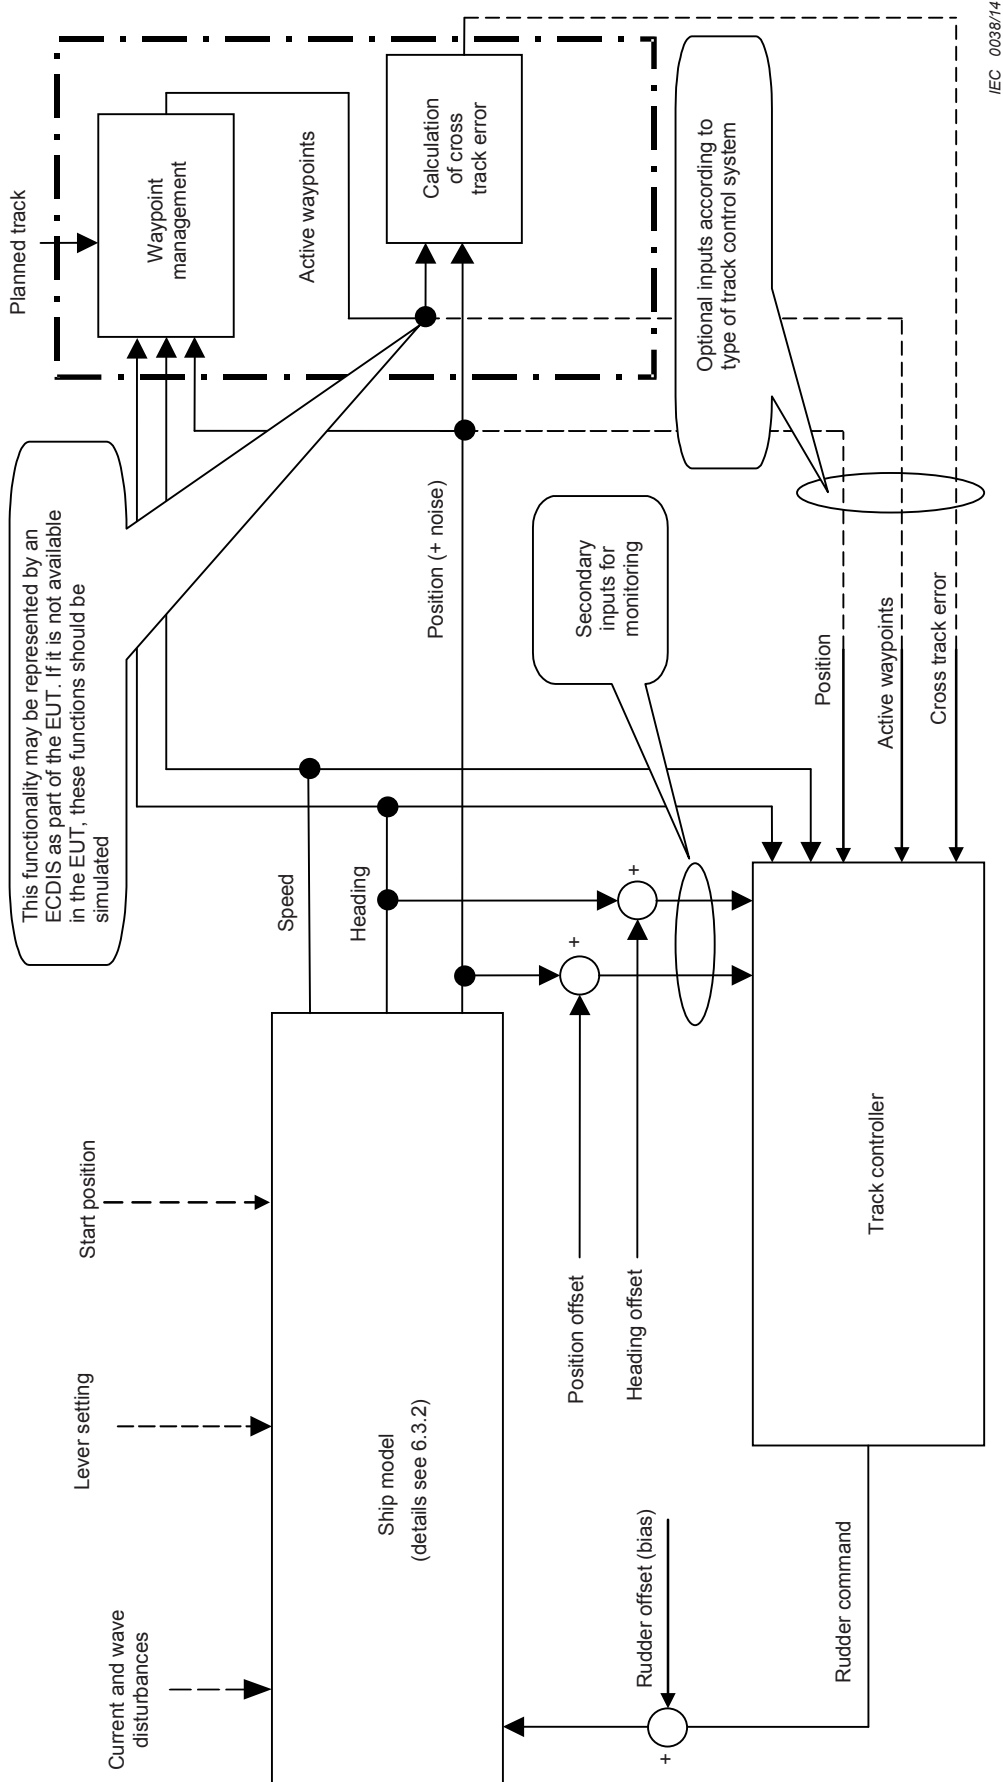 Current and wave
disturbances
Lever setting
Start position
Planned track
This functionality may be represented by an
ECDIS as part of the EUT. If it is not available
in the EUT, these functions should be
simulated
Waypoint
management
Active waypoints
Calculation
of cross
track error
Ship model
(details see 6.3.2)
Speed
Heading
Position (+ noise)
Position offset
Heading offset
+
+
Secondary
inputs for
monitoring
Optional inputs according to
type of track control system
Rudder offset (bias)
+
Rudder command
Track controller
Position
Active waypoints
Cross track error
IEC 0038/14